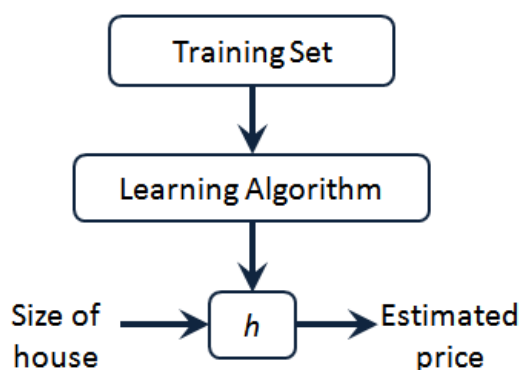 Training Set
Learning Algorithm
Size of
house
h
Estimated
price